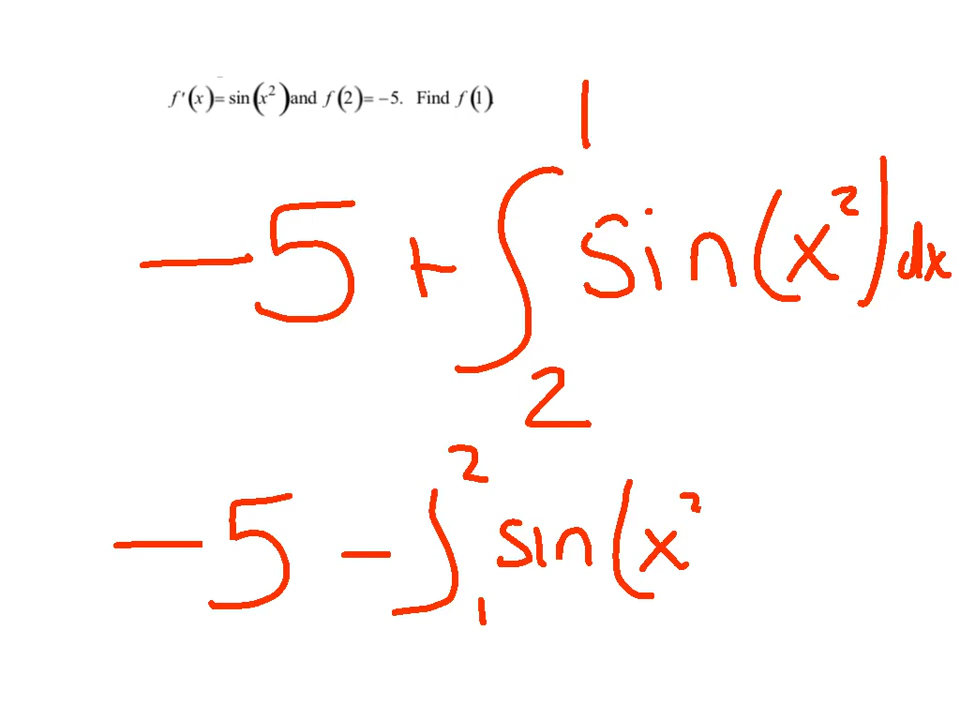 f'(x)= sin(x²)and f(2)= −5. Find f(1)
−5 + ∫₂¹ sin(x²)dx
−5 − ∫₁² sin(x²